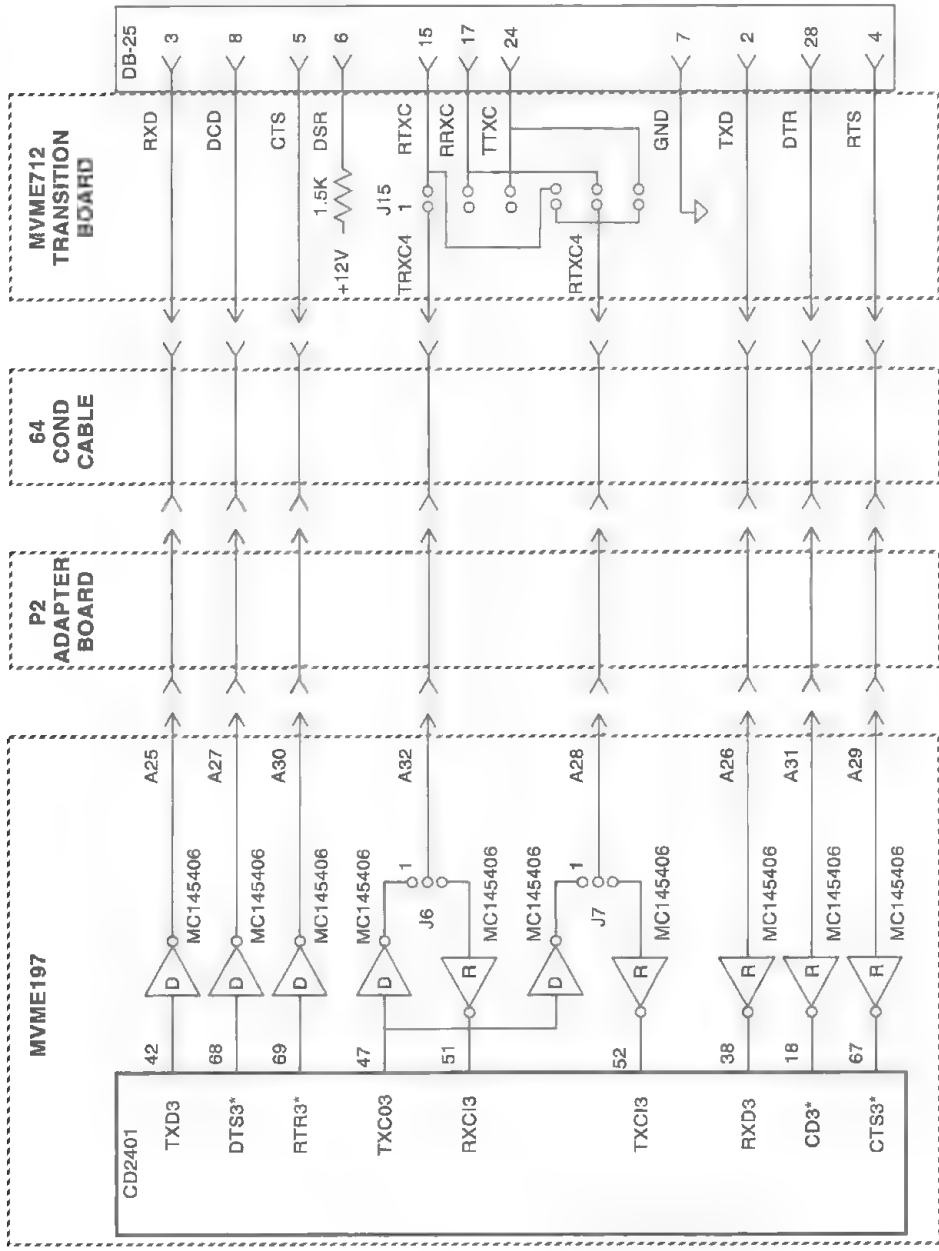 MVME197
P2
ADAPTER
BOARD
64
COND
CABLE
MVME712
TRANSITION
BOARD
DB-25
CD2401
TXD3
42
D
MC145406
A25
RXD
3
DTS3*
68
D
MC145406
A27
DCD
8
RTR3*
69
D
MC145406
A30
CTS
5
+12V
1.5K
DSR
6
TXC03
47
D
MC145406
J6
1
A32
TRXC4
J15
1
RTXC
15
RXCI3
51
R
MC145406
RRXC
17
TTXC
24
D
MC145406
J7
1
A28
RTXC4
TXCI3
52
R
MC145406
GND
7
RXD3
38
R
MC145406
A26
TXD
2
CD3*
18
R
MC145406
A31
DTR
28
CTS3*
67
R
MC145406
A29
RTS
4